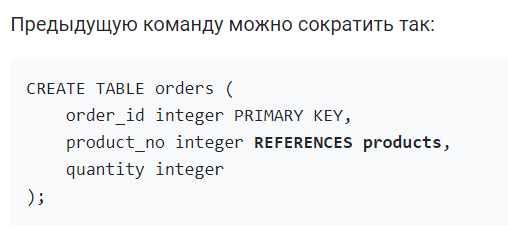 Предыдущую команду можно сократить так:
CREATE TABLE orders (
    order_id integer PRIMARY KEY,
    product_no integer REFERENCES products,
    quantity integer
);